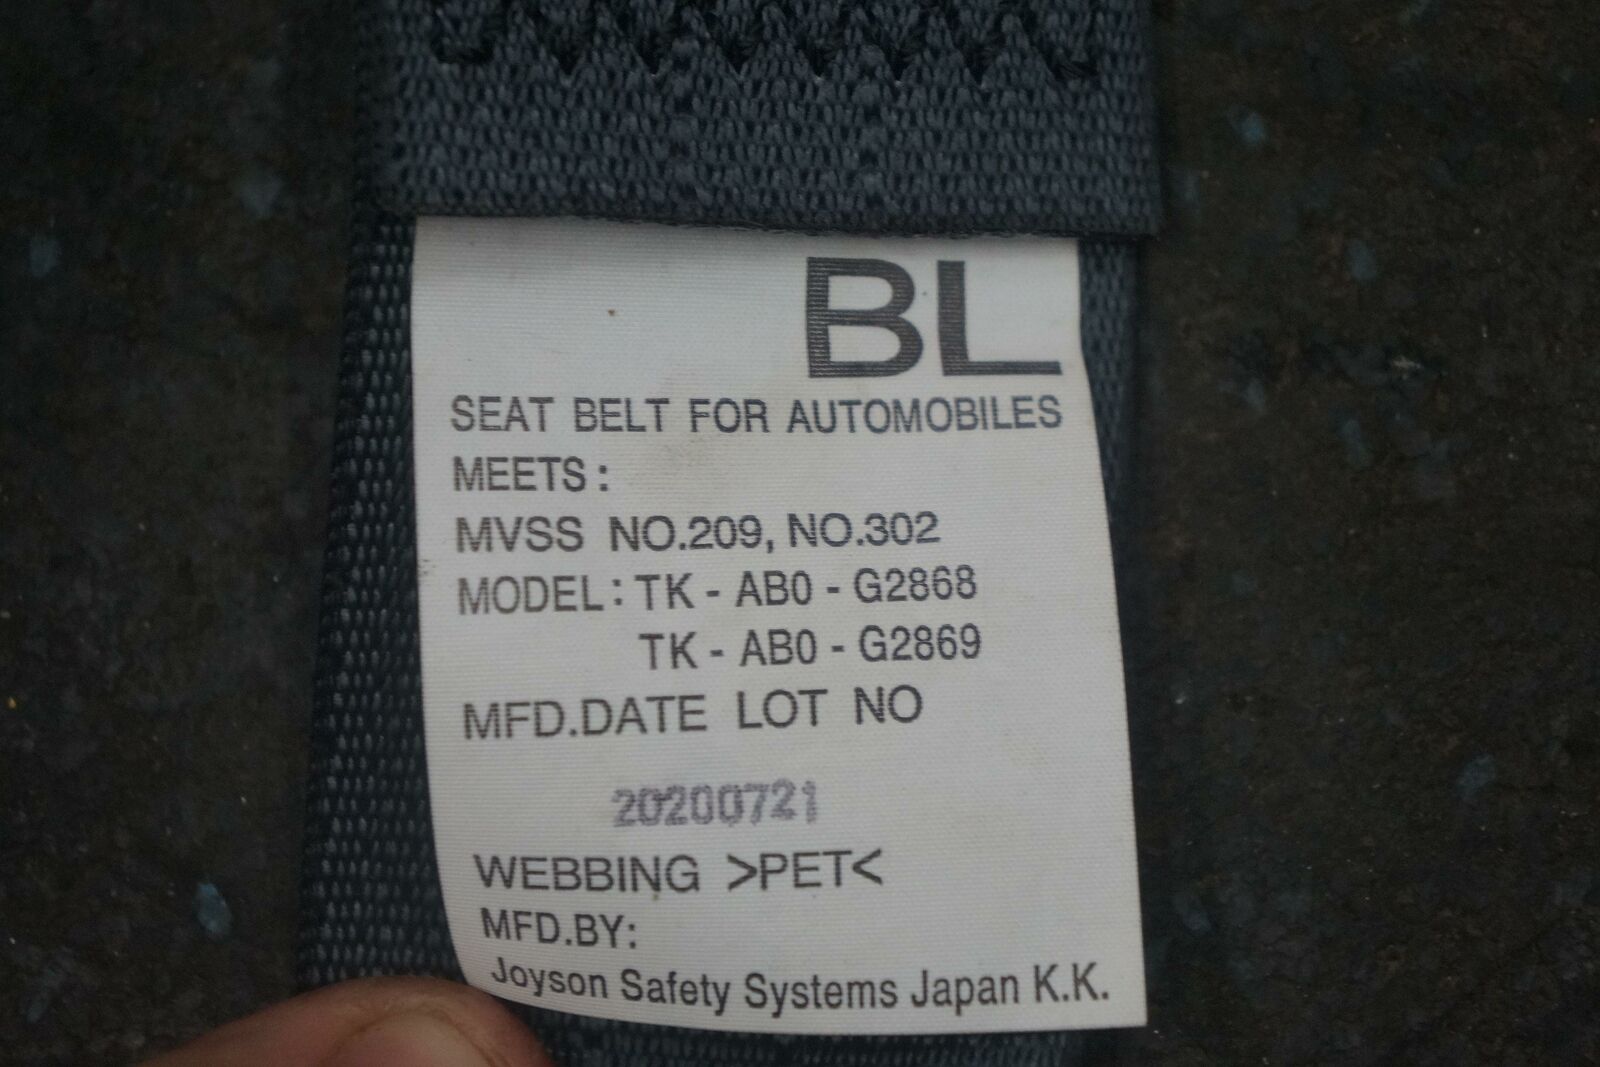 BL
SEAT BELT FOR AUTOMOBILES
MEETS:
MVSS NO.209, NO.302
MODEL: TK - AB0 - G2868
TK - AB0 - G2869
MFD.DATE LOT NO
20200721
WEBBING >PET<
MFD.BY:
Joyson Safety Systems Japan K.K.